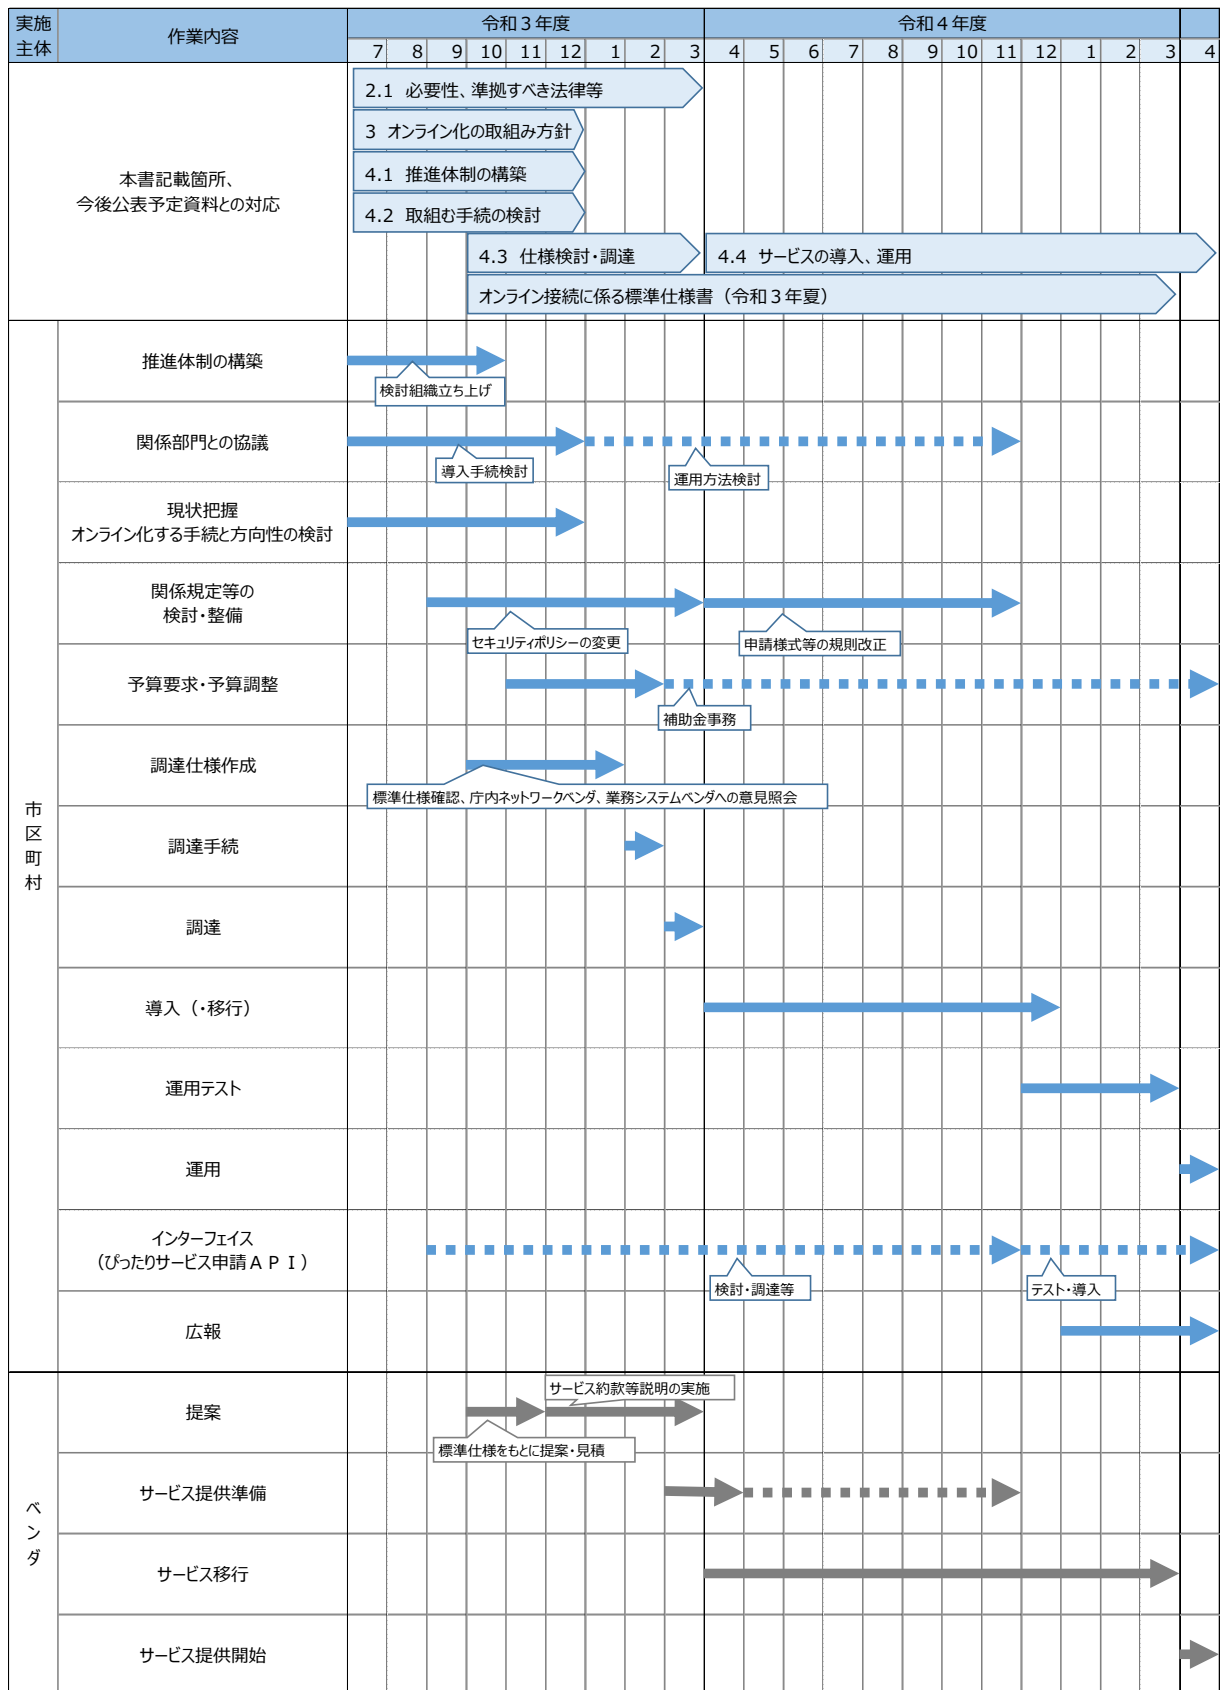 実施
主体
作業内容
令和３年度
令和４年度
7 8 9 10 11 12 1 2 3 4 5 6 7 8 9 10 11 12 1 2 3 4
本書記載箇所、
今後公表予定資料との対応
2.1 必要性、準拠すべき法律等
3 オンライン化の取組み方針
4.1 推進体制の構築
4.2 取組む手続の検討
4.3 仕様検討・調達
4.4 サービスの導入、運用
オンライン接続に係る標準仕様書（令和３年夏）
市区町村
推進体制の構築
検討組織立ち上げ
関係部門との協議
導入手続検討
運用方法検討
現状把握
オンライン化する手続と方向性の検討
関係規定等の
検討・整備
セキュリティポリシーの変更
申請様式等の規則改正
予算要求・予算調整
補助金事務
調達仕様作成
標準仕様確認、庁内ネットワークベンダ、業務システムベンダへの意見照会
調達手続
調達
導入（・移行）
運用テスト
運用
インターフェイス
（ぴったりサービス申請ＡＰＩ）
検討・調達等
テスト・導入
広報
ベンダ
提案
サービス約款等説明の実施
標準仕様をもとに提案・見積
サービス提供準備
サービス移行
サービス提供開始